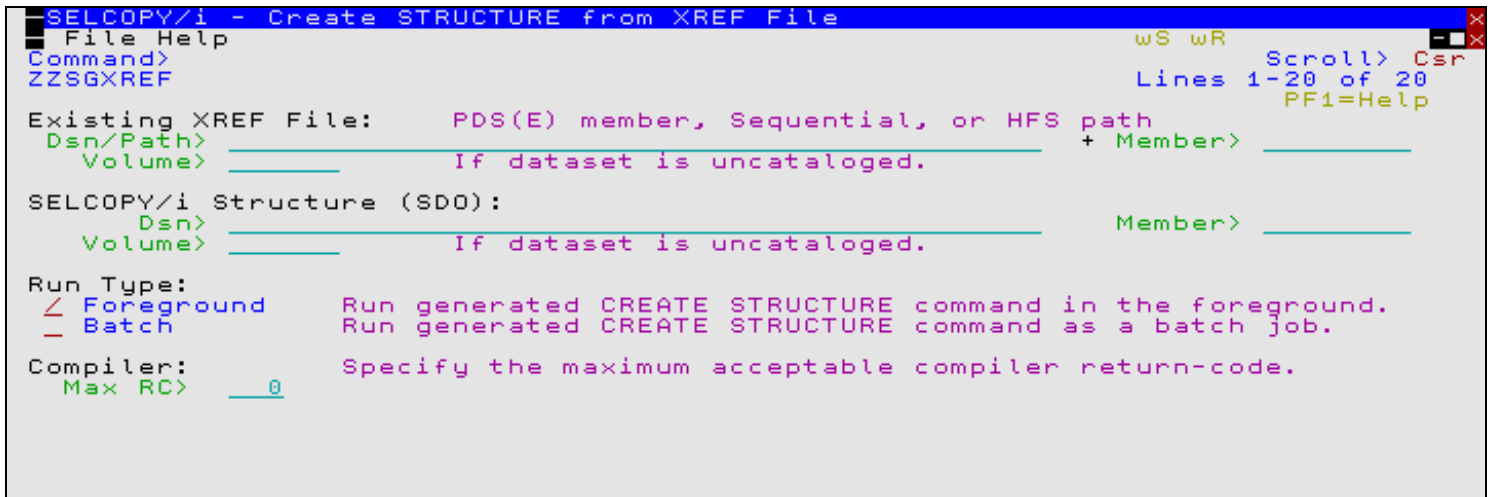 SELCOPY/i - Create STRUCTURE from XREF File x
File Help wS wR x
Command> Scroll> Csr
ZZSGXREF Lines 1-20 of 20
PF1=Help
Existing XREF File: PDS(E) member, Sequential, or HFS path
Dsn/Path> + Member>
Volume> If dataset is uncataloged.
SELCOPY/i Structure (SDO):
Dsn> Member>
Volume> If dataset is uncataloged.
Run Type:
/ Foreground Run generated CREATE STRUCTURE command in the foreground.
_ Batch Run generated CREATE STRUCTURE command as a batch job.
Compiler: Specify the maximum acceptable compiler return-code.
Max RC> 0